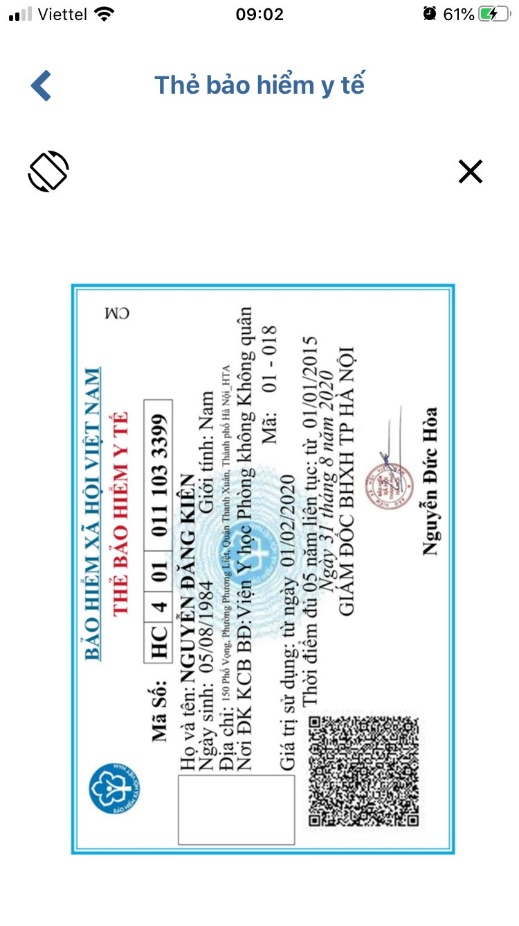 Viettel 09:02 61%
Thẻ bảo hiểm y tế
CM
BẢO HIỂM XÃ HỘI VIỆT NAM
THẺ BẢO HIỂM Y TẾ
Mã Số: HC 4 01 011 103 3399
Họ và tên: NGUYỄN ĐĂNG KIÊN
Ngày sinh: 05/08/1984 Giới tính: Nam
Địa chỉ: 150 Phố Vọng, Phường Phương Liệt, Quận Thanh Xuân, Thành phố Hà Nội_HTA
Nơi ĐK KCB BĐ:Viện Y học Phòng không Không quân
Mã: 01 - 018
Giá trị sử dụng: từ ngày 01/02/2020
Thời điểm đủ 05 năm liên tục: từ 01/01/2015
Ngày 31 tháng 8 năm 2020
GIÁM ĐỐC BHXH TP HÀ NỘI
Nguyễn Đức Hòa